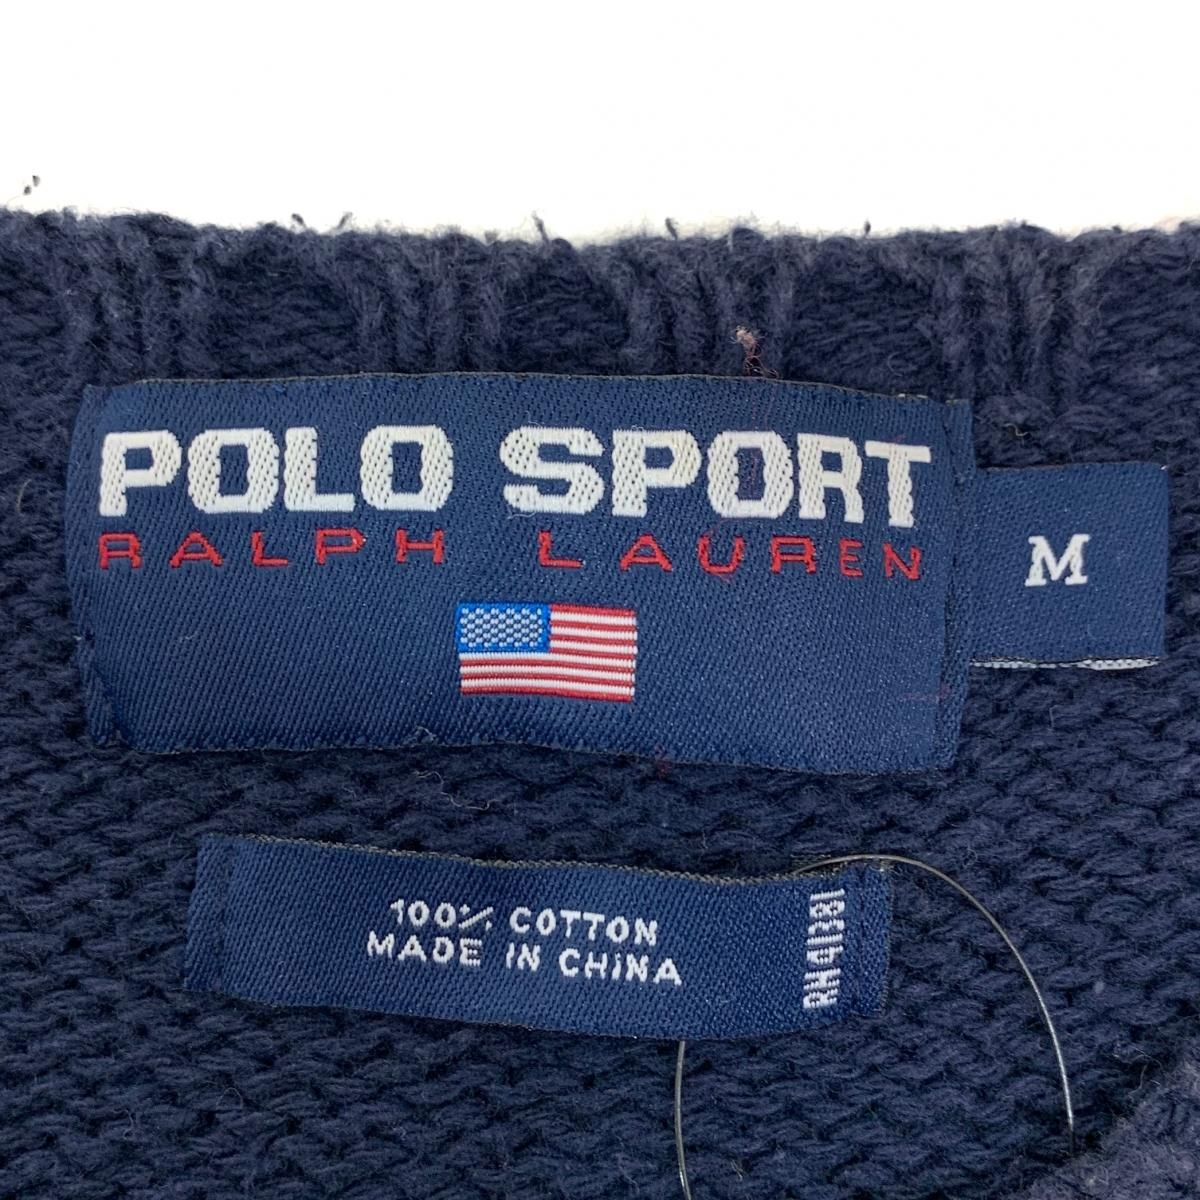 POLO SPORT
RALPH LAUREN
M
100% COTTON
MADE IN CHINA
RN41381